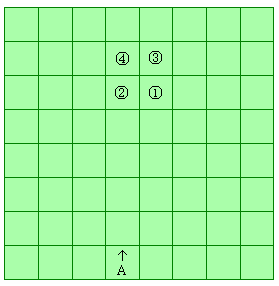 ④ ③
② ①
↑
A